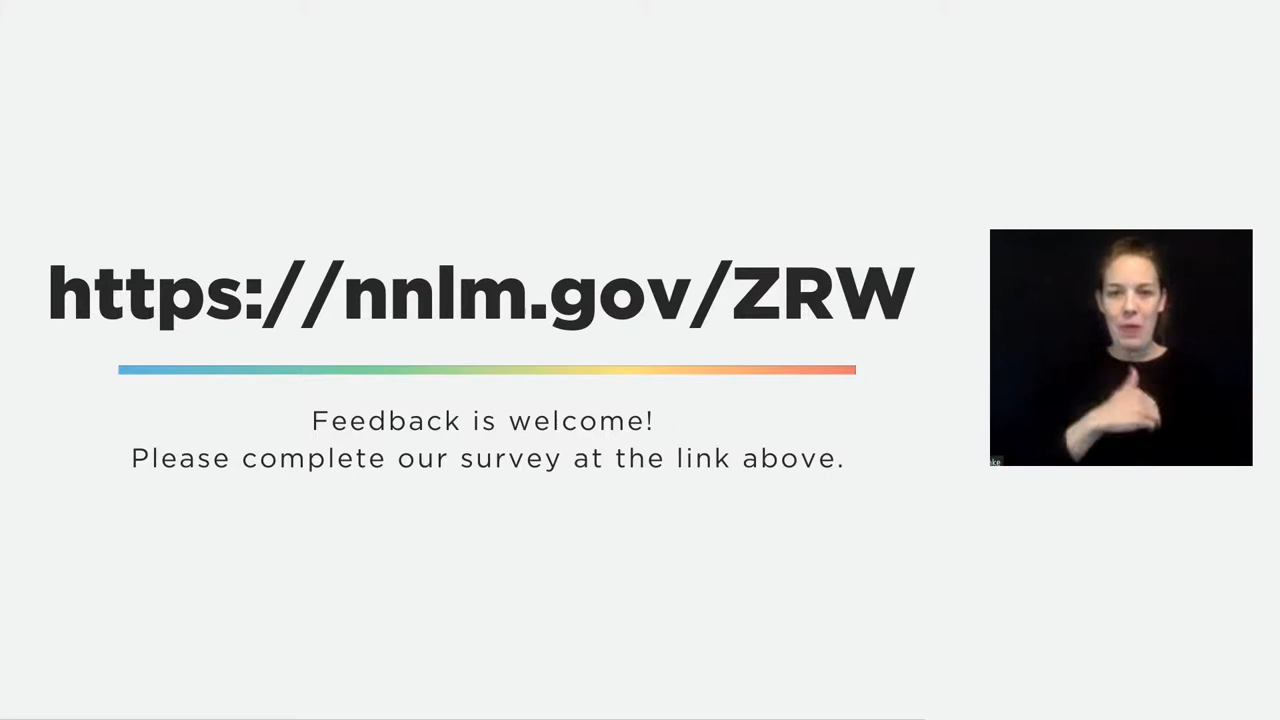 https://nnlm.gov/ZRW
Feedback is welcome!
Please complete our survey at the link above.